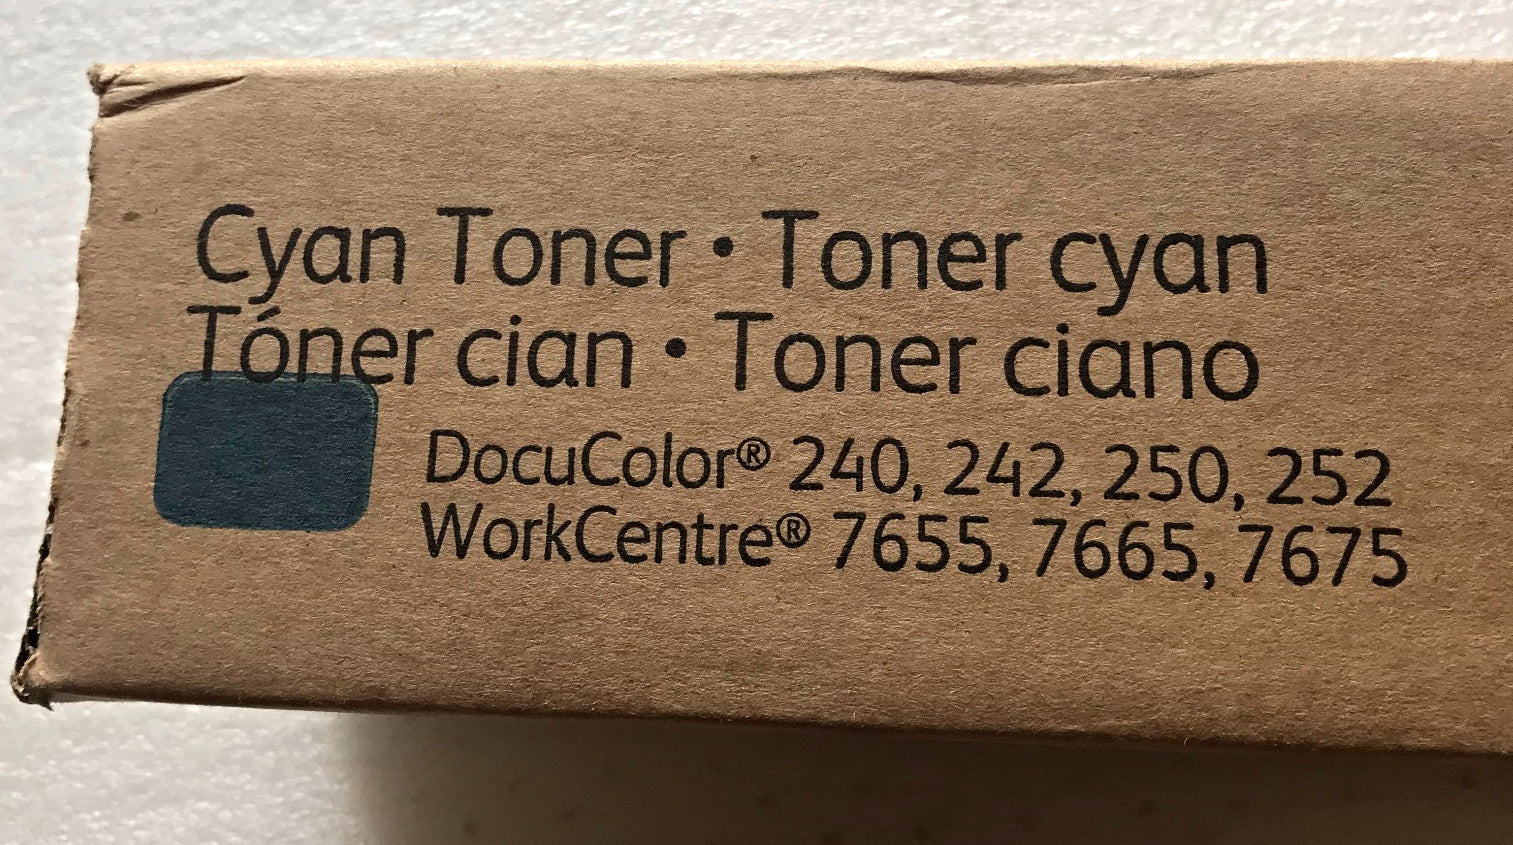 Cyan Toner • Toner cyan
Tóner cian • Toner ciano
DocuColor® 240, 242, 250, 252
WorkCentre® 7655, 7665, 7675